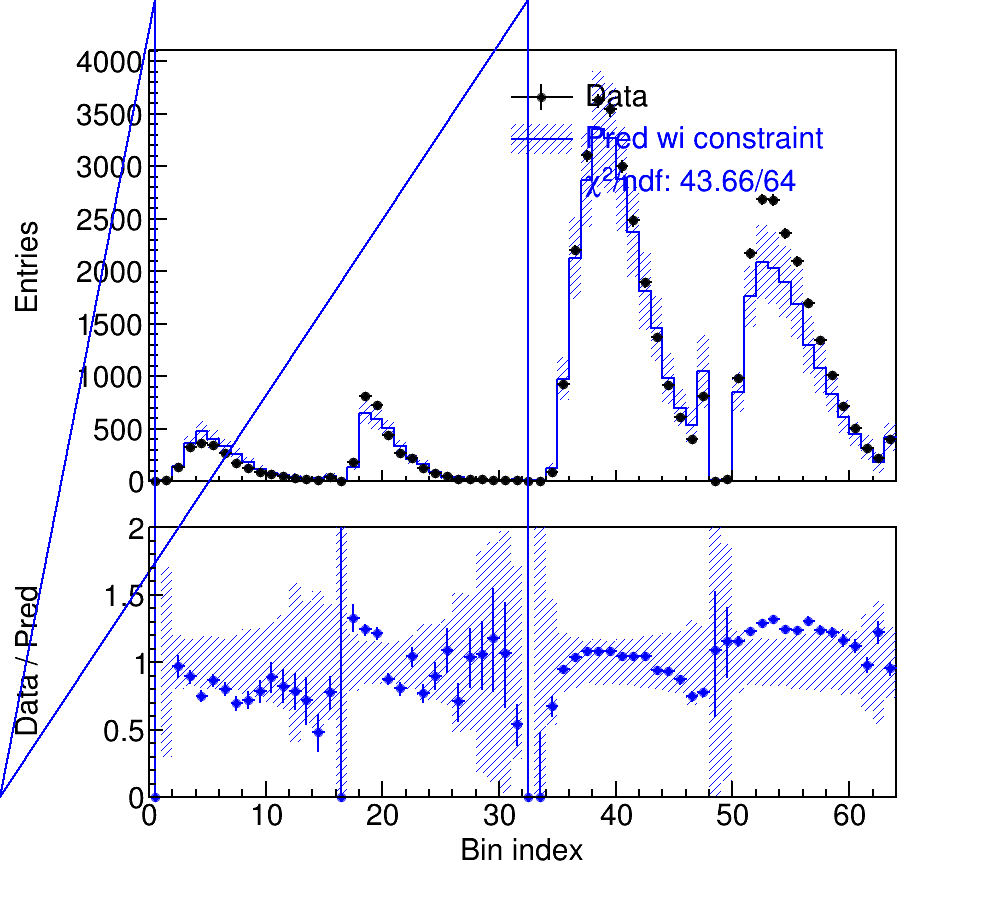 4000
3500
3000
2500
2000
1500
1000
500
0
Entries
Data
Pred wi constraint
χ²/ndf: 43.66/64
2
1.5
1
0.5
0
Data / Pred
0 10 20 30 40 50 60
Bin index